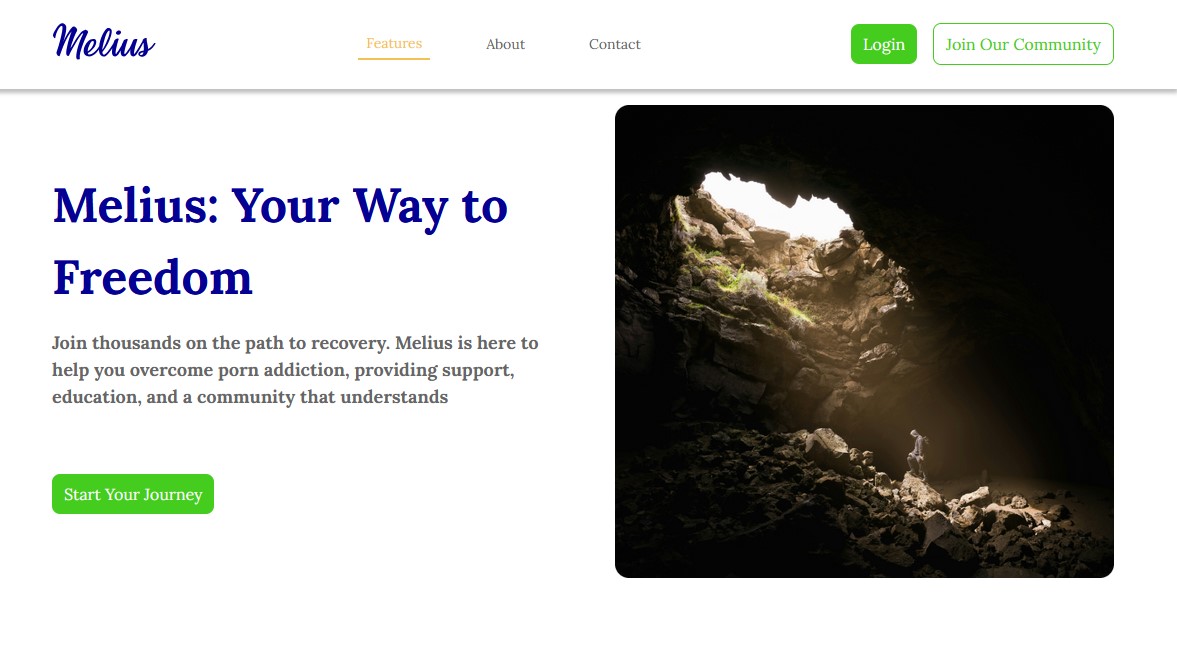 Melius
Features
About
Contact
Login
Join Our Community
Melius: Your Way to
Freedom
Join thousands on the path to recovery. Melius is here to
help you overcome porn addiction, providing support,
education, and a community that understands
Start Your Journey